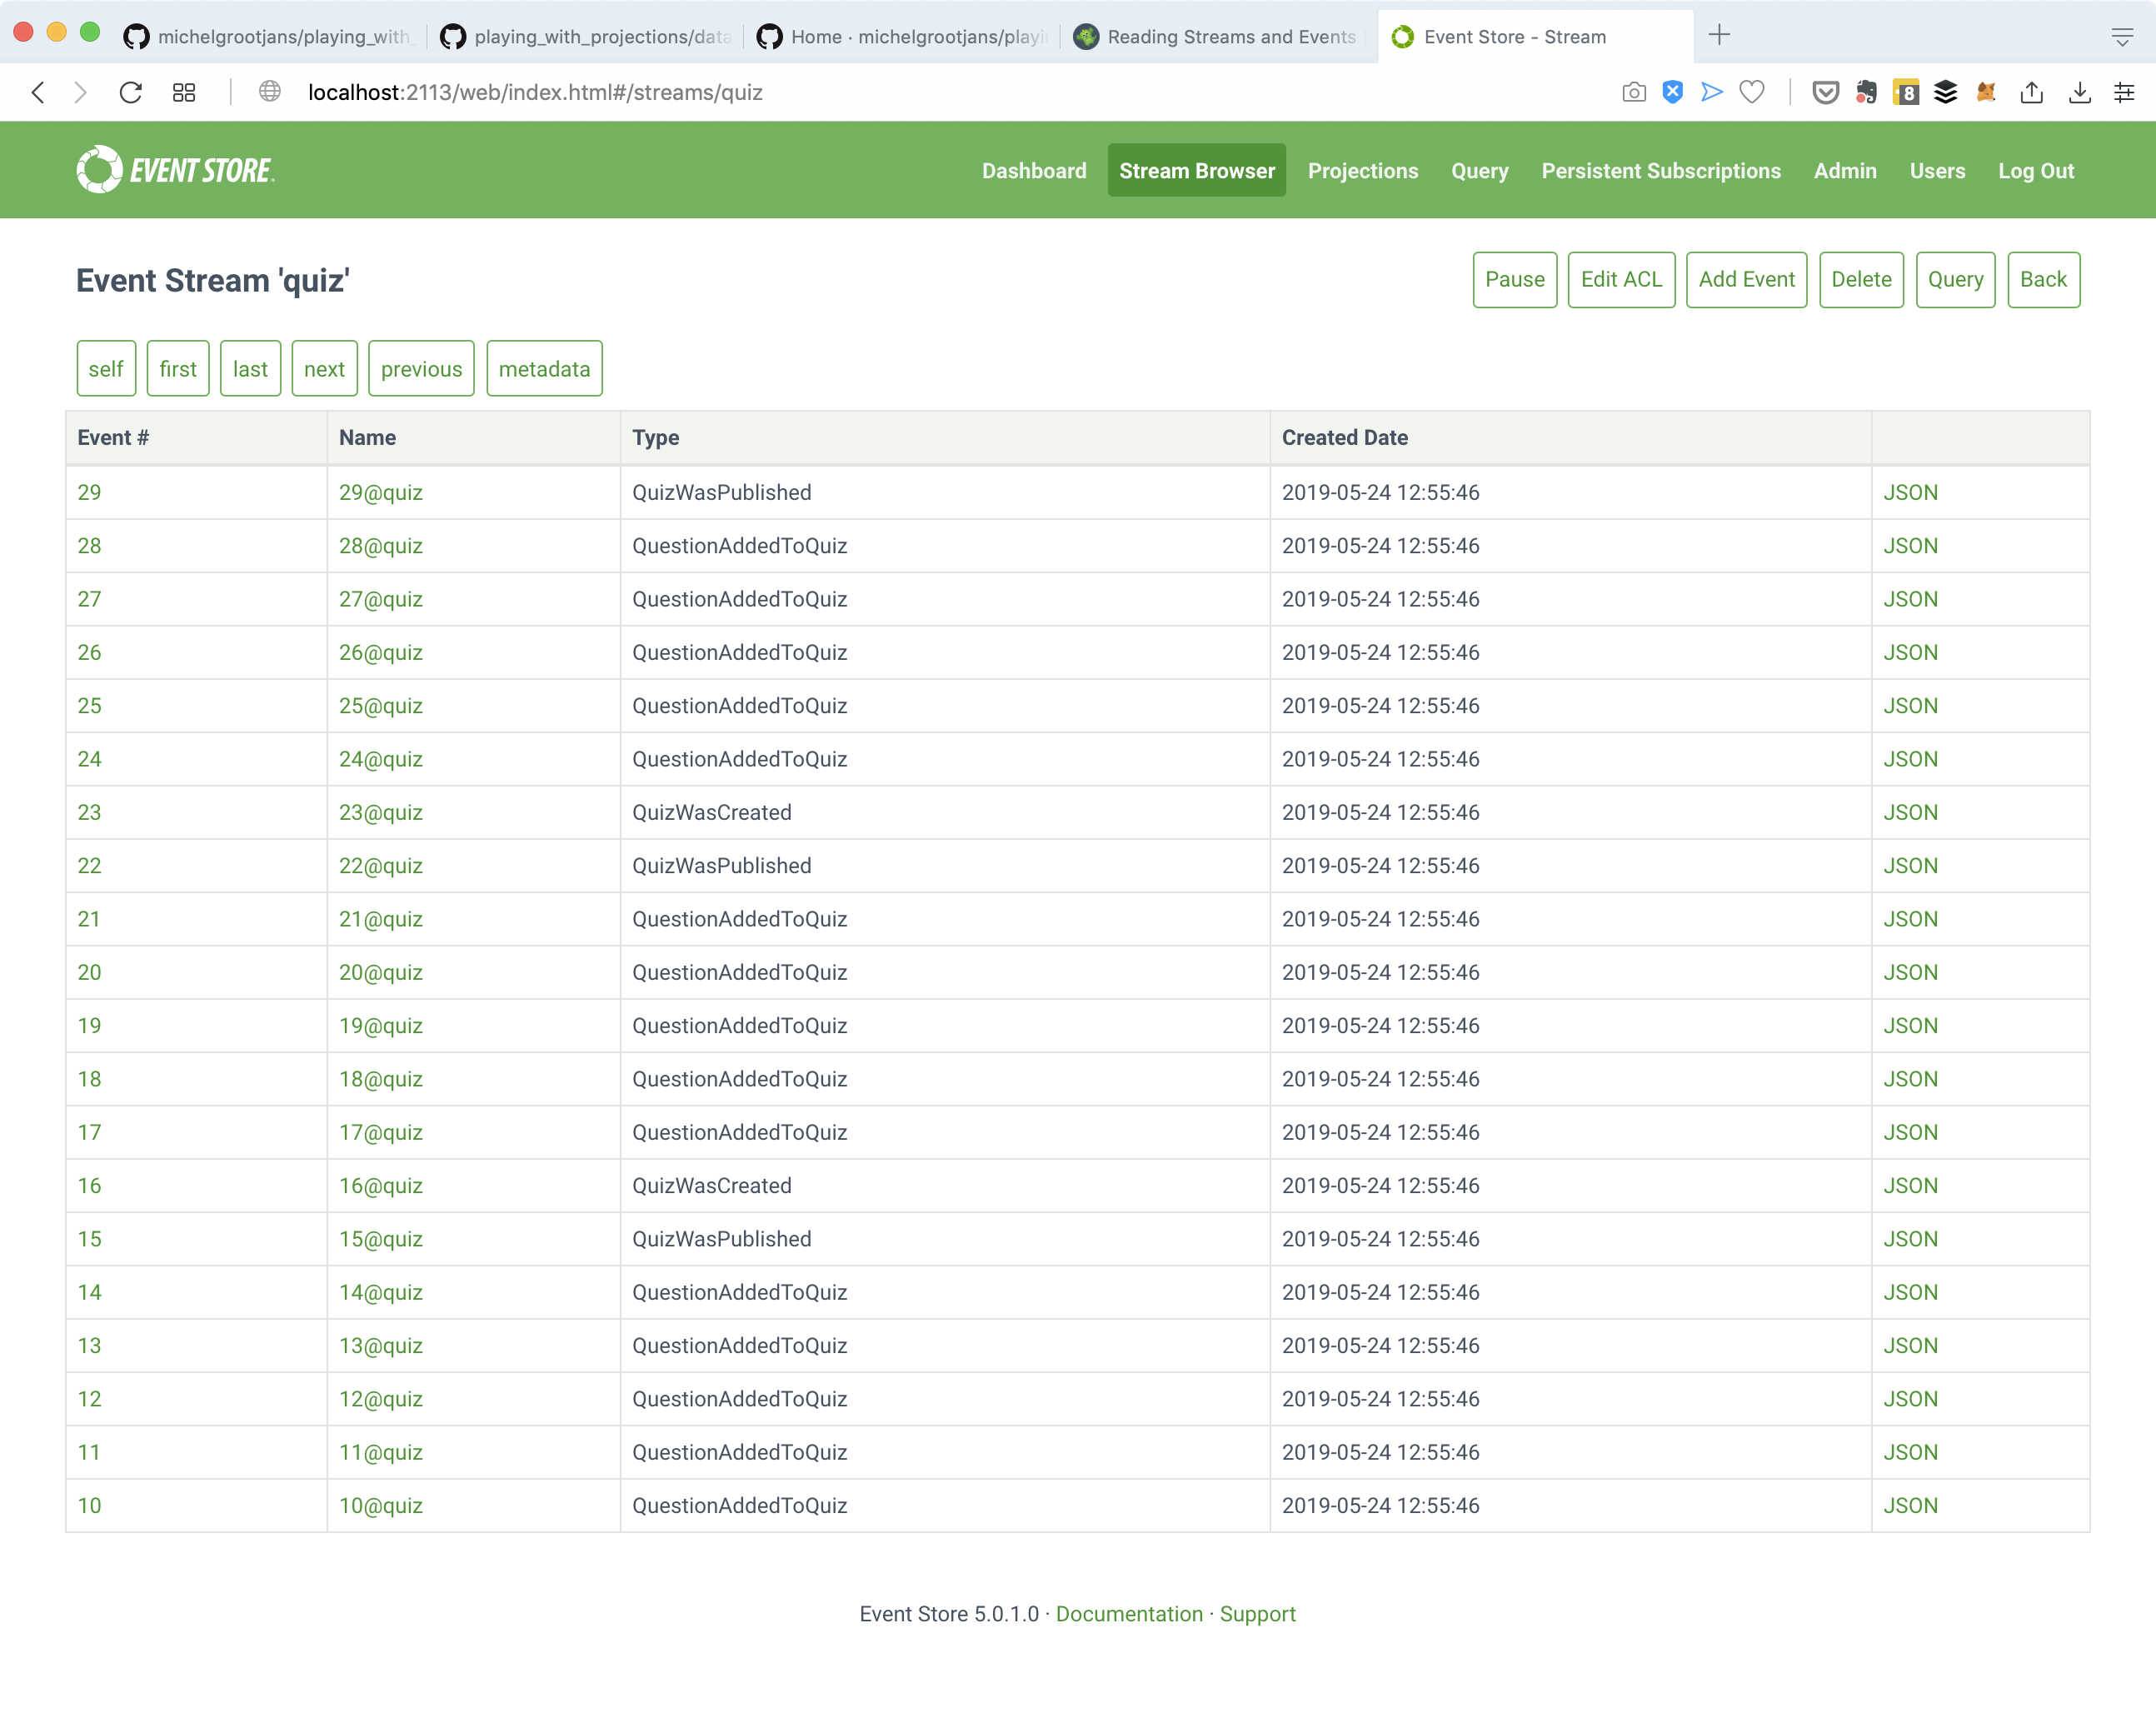 michelgrootjans/playing_with_ playing_with_projections/data Home · michelgrootjans/playi Reading Streams and Events Event Store - Stream
localhost:2113/web/index.html#/streams/quiz 8
EVENT STORE Dashboard Stream Browser Projections Query Persistent Subscriptions Admin Users Log Out
Event Stream 'quiz' Pause Edit ACL Add Event Delete Query Back
self first last next previous metadata
Event # Name Type Created Date
29 29@quiz QuizWasPublished 2019-05-24 12:55:46 JSON
28 28@quiz QuestionAddedToQuiz 2019-05-24 12:55:46 JSON
27 27@quiz QuestionAddedToQuiz 2019-05-24 12:55:46 JSON
26 26@quiz QuestionAddedToQuiz 2019-05-24 12:55:46 JSON
25 25@quiz QuestionAddedToQuiz 2019-05-24 12:55:46 JSON
24 24@quiz QuestionAddedToQuiz 2019-05-24 12:55:46 JSON
23 23@quiz QuizWasCreated 2019-05-24 12:55:46 JSON
22 22@quiz QuizWasPublished 2019-05-24 12:55:46 JSON
21 21@quiz QuestionAddedToQuiz 2019-05-24 12:55:46 JSON
20 20@quiz QuestionAddedToQuiz 2019-05-24 12:55:46 JSON
19 19@quiz QuestionAddedToQuiz 2019-05-24 12:55:46 JSON
18 18@quiz QuestionAddedToQuiz 2019-05-24 12:55:46 JSON
17 17@quiz QuestionAddedToQuiz 2019-05-24 12:55:46 JSON
16 16@quiz QuizWasCreated 2019-05-24 12:55:46 JSON
15 15@quiz QuizWasPublished 2019-05-24 12:55:46 JSON
14 14@quiz QuestionAddedToQuiz 2019-05-24 12:55:46 JSON
13 13@quiz QuestionAddedToQuiz 2019-05-24 12:55:46 JSON
12 12@quiz QuestionAddedToQuiz 2019-05-24 12:55:46 JSON
11 11@quiz QuestionAddedToQuiz 2019-05-24 12:55:46 JSON
10 10@quiz QuestionAddedToQuiz 2019-05-24 12:55:46 JSON
Event Store 5.0.1.0 · Documentation · Support